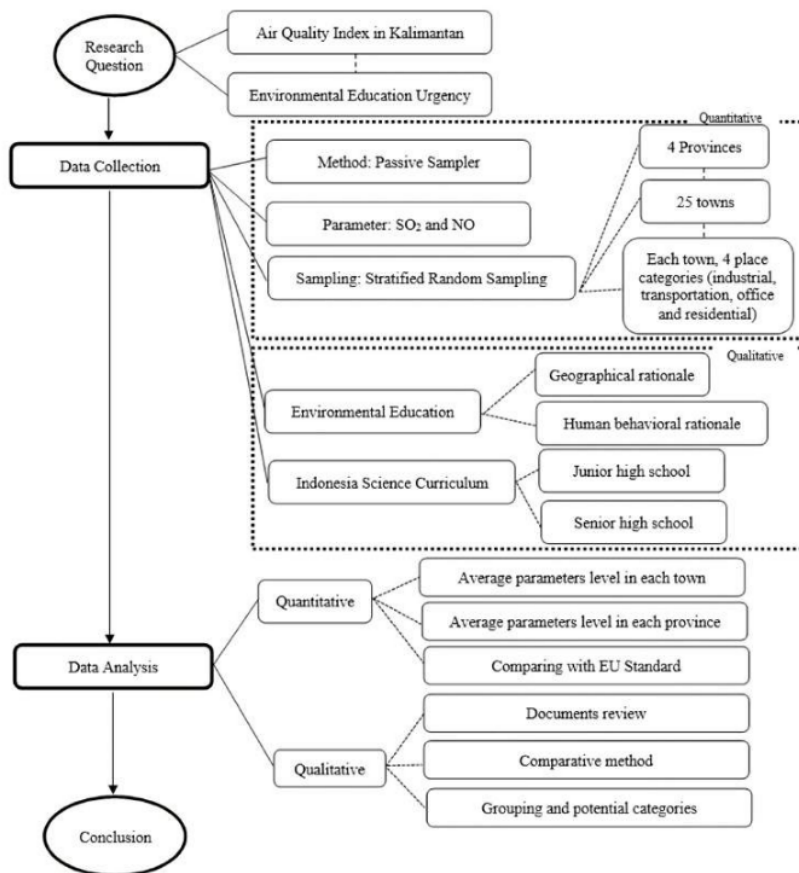 Research
Question
Air Quality Index in Kalimantan
Environmental Education Urgency
Data Collection
Quantitative
Method: Passive Sampler
Parameter: SO₂ and NO
Sampling: Stratified Random Sampling
4 Provinces
25 towns
Each town, 4 place
categories (industrial,
transportation, office
and residential)
Qualitative
Environmental Education
Geographical rationale
Human behavioral rationale
Indonesia Science Curriculum
Junior high school
Senior high school
Data Analysis
Quantitative
Average parameters level in each town
Average parameters level in each province
Comparing with EU Standard
Qualitative
Documents review
Comparative method
Grouping and potential categories
Conclusion